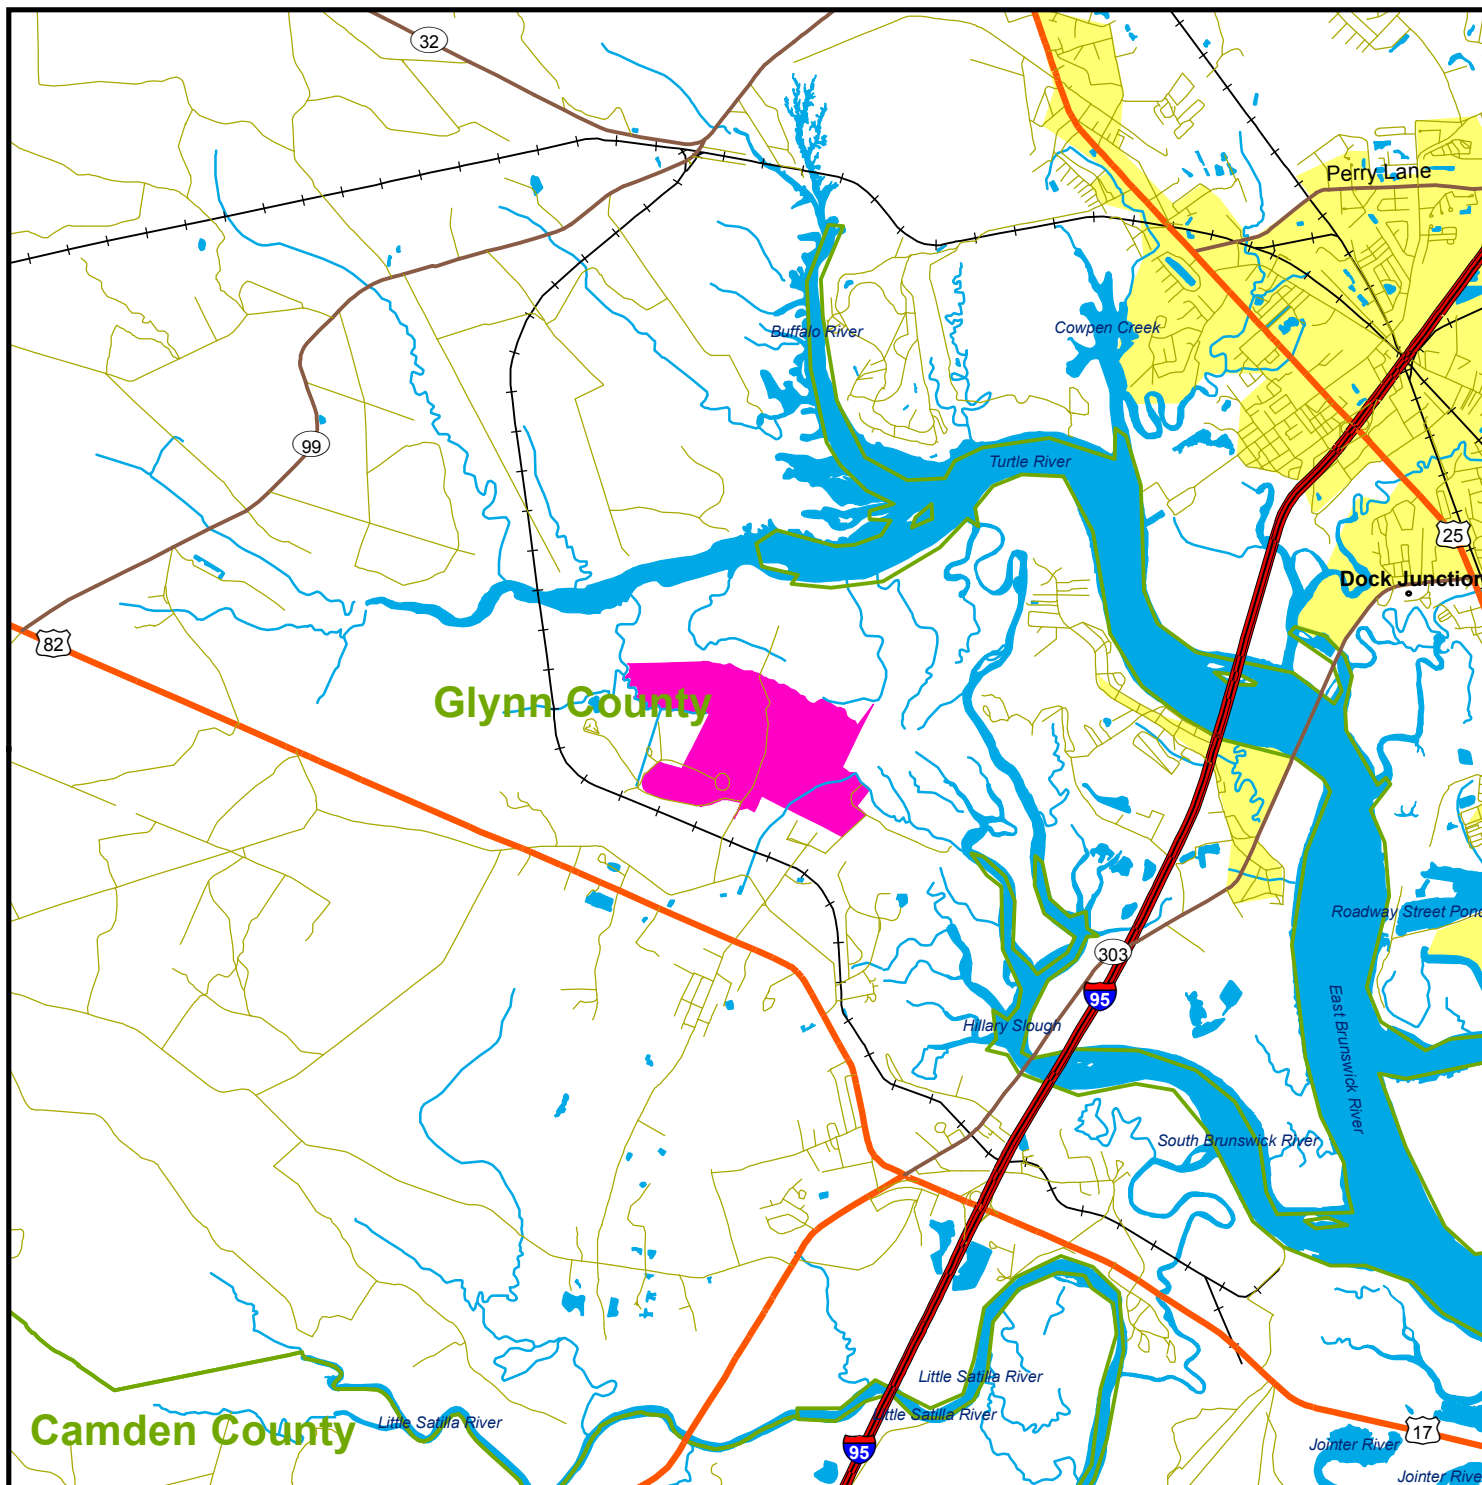 32
Perry Lane
Buffalo River
Cowpen Creek
99
Turtle River
25
Dock Junction
82
Glynn County
Roadway Street Pond
303
95
Hillary Slough
East Brunswick River
South Brunswick River
Little Satilla River
Little Satilla River
Little Satilla River
Camden County
17
95
Jointer River
Jointer River